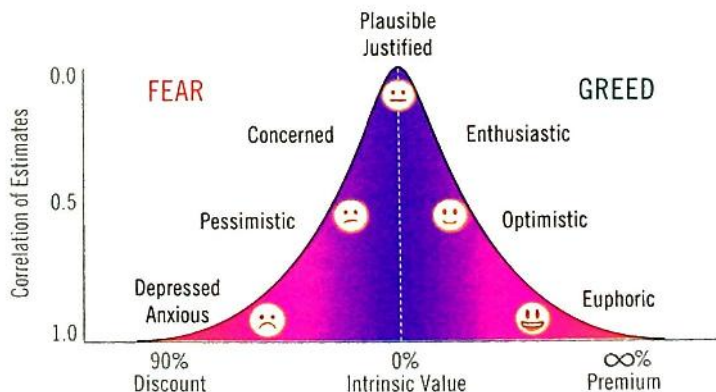 Plausible
Justified
0.0
FEAR
GREED
Concerned
Enthusiastic
Correlation of Estimates
0.5
Pessimistic
Optimistic
Depressed
Anxious
Euphoric
1.0
90%
0%
∞%
Discount
Intrinsic Value
Premium